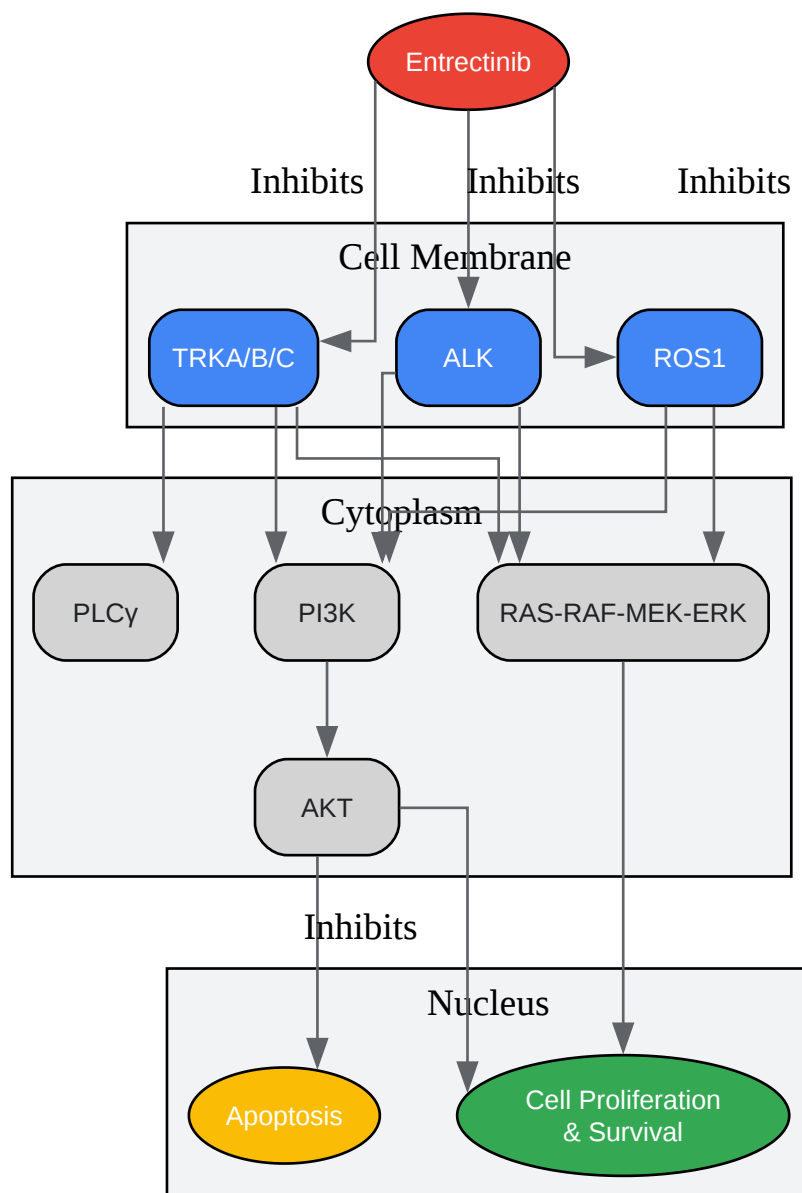 Entrectinib
Inhibits
Inhibits
Inhibits
Cell Membrane
TRKA/B/C
ALK
ROS1
Cytoplasm
PLCγ
PI3K
RAS-RAF-MEK-ERK
AKT
Inhibits
Nucleus
Apoptosis
Cell Proliferation
& Survival